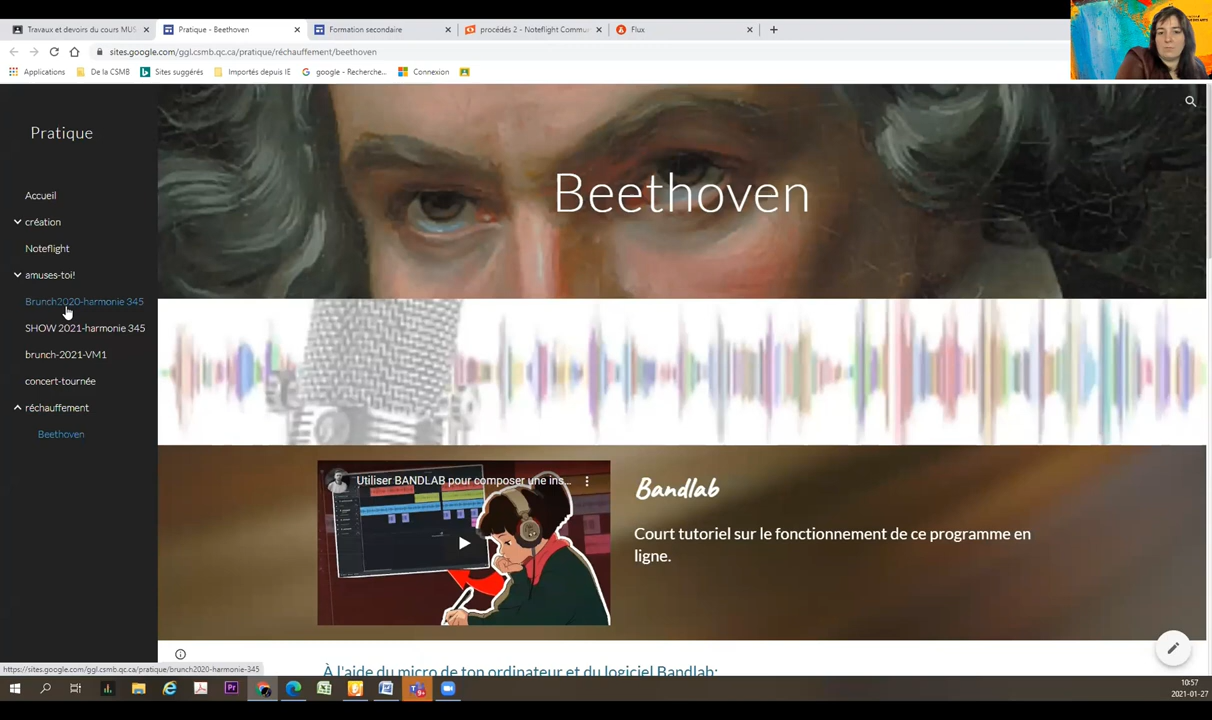 Travaux et devoirs du cours MUS
Pratique - Beethoven
Formation secondaire
procédés 2 - Noteflight Commun
Flux
sites.google.com/ggl.csmb.qc.ca/pratique/réchauffement/beethoven
Applications
De la CSMB
Sites suggérés
Importés depuis IE
google - Recherche...
Connexion
Pratique
Accueil
création
Noteflight
amuses-toi!
Brunch2020-harmonie 345
SHOW 2021-harmonie 345
brunch-2021-VM1
concert-tournée
réchauffement
Beethoven
Beethoven
Utiliser BANDLAB pour composer une ins...
Bandlab
Court tutoriel sur le fonctionnement de ce programme en
ligne.
À l'aide du micro de ton ordinateur et du logiciel Bandlab:
https://sites.google.com/ggl.csmb.qc.ca/pratique/brunch2020-harmonie-345
10:57
2021-01-27